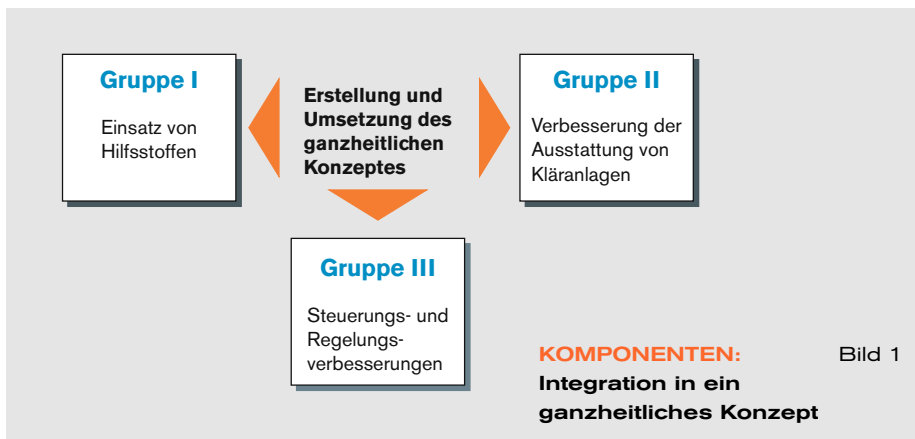 Gruppe I
Einsatz von
Hilfsstoffen
Erstellung und
Umsetzung des
ganzheitlichen
Konzeptes
Gruppe II
Verbesserung der
Ausstattung von
Kläranlagen
Gruppe III
Steuerungs- und
Regelungs-
verbesserungen
KOMPONENTEN:
Integration in ein
ganzheitliches Konzept
Bild 1